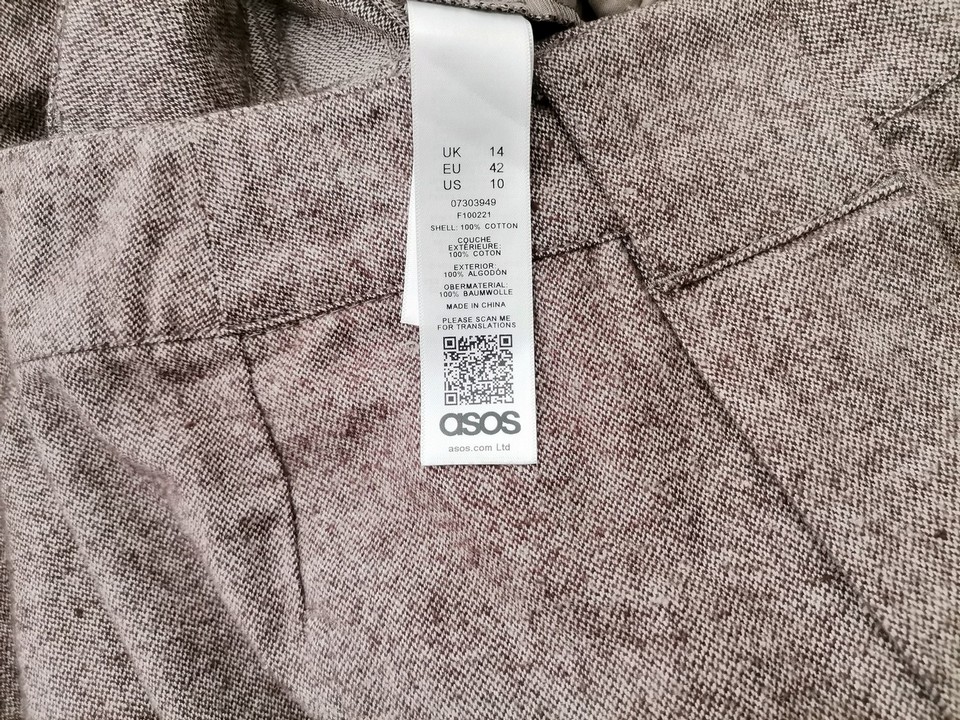 UK 14
EU 42
US 10
07303949
F100221
SHELL: 100% COTTON
COUCHE
EXTÉRIEURE:
100% COTON
EXTERIOR:
100% ALGODÓN
OBERMATERIAL:
100% BAUMWOLLE
MADE IN CHINA
PLEASE SCAN ME
FOR TRANSLATIONS
asos
asos.com Ltd